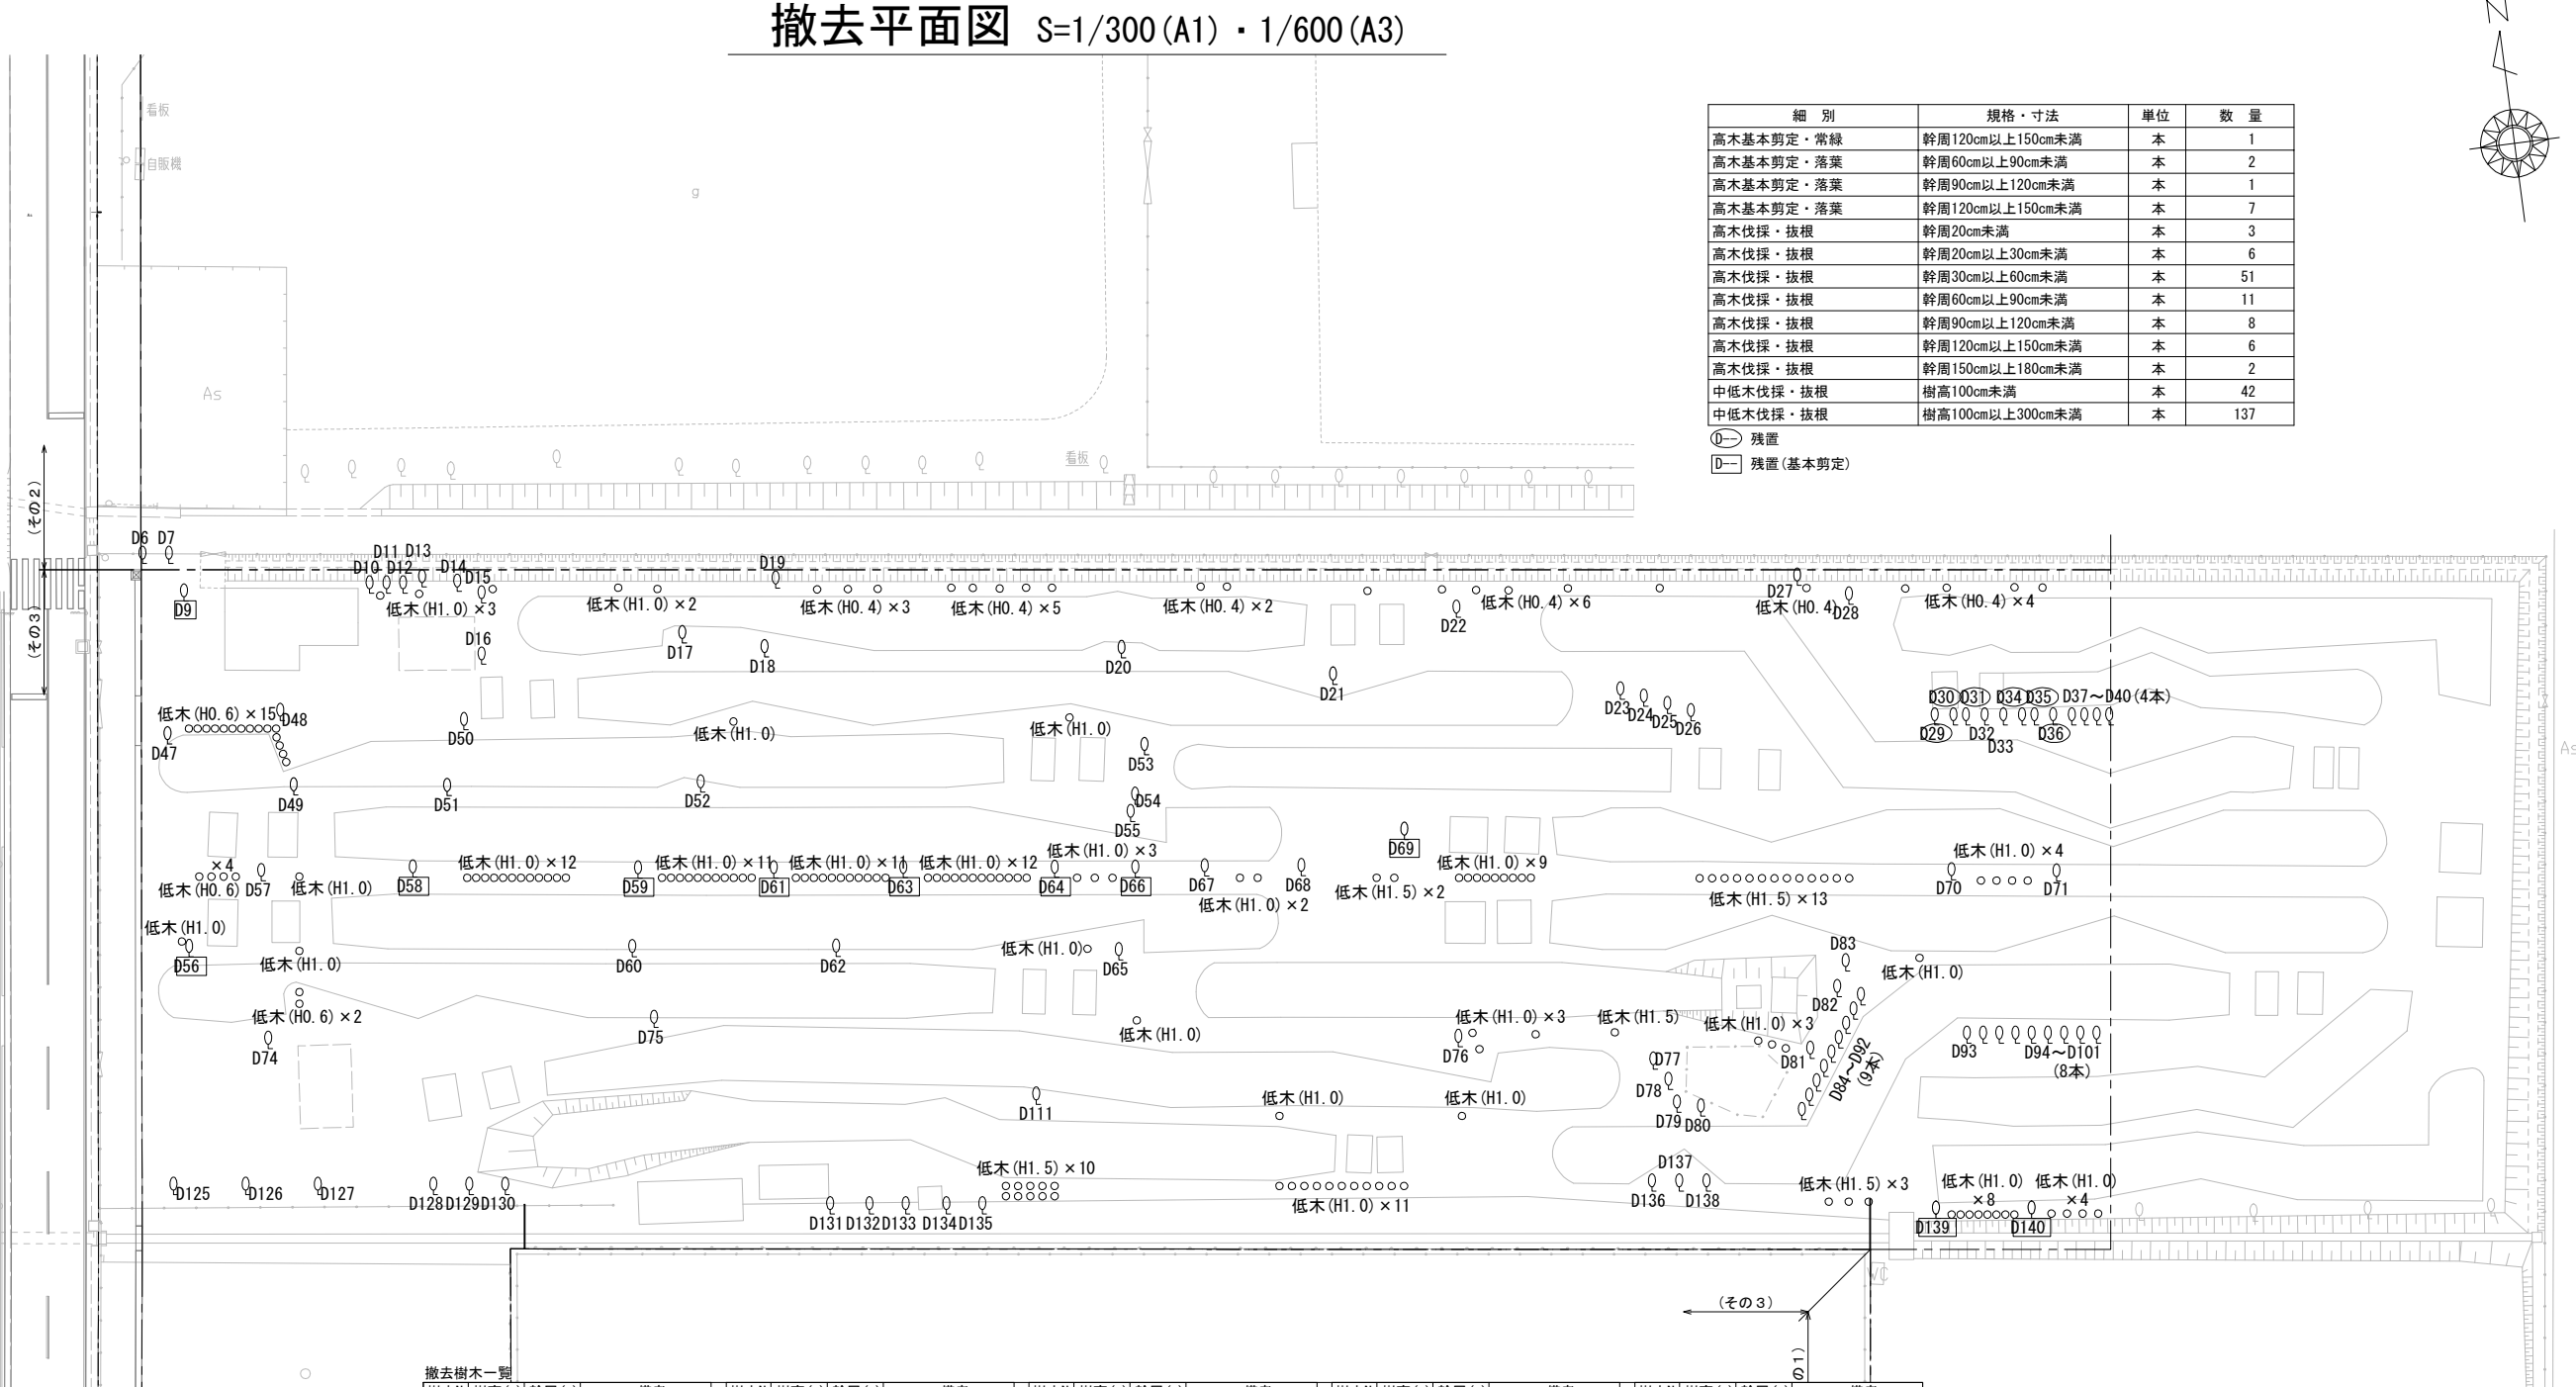 撤去平面図 S=1/300(A1)・1/600(A3)
N
看板
自販機
g
As
細 別 規格・寸法 単位 数 量
高木基本剪定・常緑 幹周120cm以上150cm未満 本 1
高木基本剪定・落葉 幹周60cm以上90cm未満 本 2
高木基本剪定・落葉 幹周90cm以上120cm未満 本 1
高木基本剪定・落葉 幹周120cm以上150cm未満 本 7
高木伐採・抜根 幹周20cm未満 本 3
高木伐採・抜根 幹周20cm以上30cm未満 本 6
高木伐採・抜根 幹周30cm以上60cm未満 本 51
高木伐採・抜根 幹周60cm以上90cm未満 本 11
高木伐採・抜根 幹周90cm以上120cm未満 本 8
高木伐採・抜根 幹周120cm以上150cm未満 本 6
高木伐採・抜根 幹周150cm以上180cm未満 本 2
中低木伐採・抜根 樹高100cm未満 本 42
中低木伐採・抜根 樹高100cm以上300cm未満 本 137
D-- 残置
D-- 残置(基本剪定)
看板
(その2)
(その3)
D6 D7
D9
D10 D11 D12 D13 D14 D15
低木(H1.0)×3
D16
低木(H1.0)×2
D17
D18
D19
低木(H0.4)×3
低木(H0.4)×5
低木(H0.4)×2
D20
D21
D22
低木(H0.4)×6
D27
低木(H0.4)
D28
低木(H0.4)×4
D23 D24 D25 D26
D30 D31 D34 D35 D37～D40(4本)
D29 D32 D33 D36
As
低木(H0.6)×15
D48
D47
D50
低木(H1.0)
低木(H1.0)
D53
D49
D51
D52
D54
D55
D69
×4
低木(H0.6)
D57
低木(H1.0)
D58
低木(H1.0)×12
D59
低木(H1.0)×11
D61
低木(H1.0)×11
D63
低木(H1.0)×12
D64
低木(H1.0)×3
D66
D67
低木(H1.0)×2
D68
低木(H1.5)×2
低木(H1.0)×9
低木(H1.5)×13
D70
低木(H1.0)×4
D71
低木(H1.0)
D56
低木(H1.0)
D60
D62
低木(H1.0)
D65
D83
低木(H1.0)
D82
低木(H0.6)×2
D74
D75
低木(H1.0)
低木(H1.0)×3
D76
低木(H1.5)
低木(H1.0)×3
D81
D77
D78
D79 D80
D84～D92
(9本)
D93
D94～D101
(8本)
D111
低木(H1.0)
低木(H1.0)
D125 D126 D127
D128 D129 D130
低木(H1.5)×10
D131 D132 D133 D134 D135
低木(H1.0)×11
D137
D136 D138
低木(H1.5)×3
低木(H1.0)
×8
低木(H1.0)
×4
D139
D140
(その3)
撤去樹木一覧